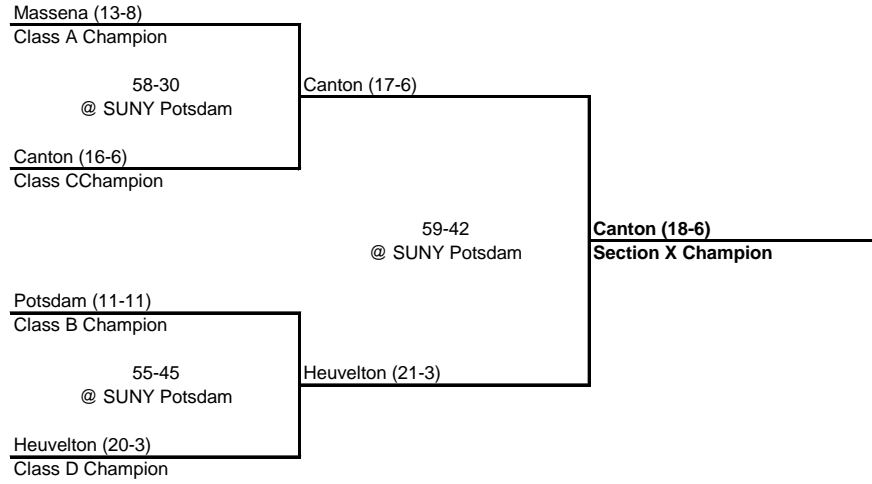 Massena (13-8)
Class A Champion
58-30
@ SUNY Potsdam
Canton (17-6)
Canton (16-6)
Class CChampion
59-42
@ SUNY Potsdam
Canton (18-6)
Section X Champion
Potsdam (11-11)
Class B Champion
55-45
@ SUNY Potsdam
Heuvelton (21-3)
Heuvelton (20-3)
Class D Champion